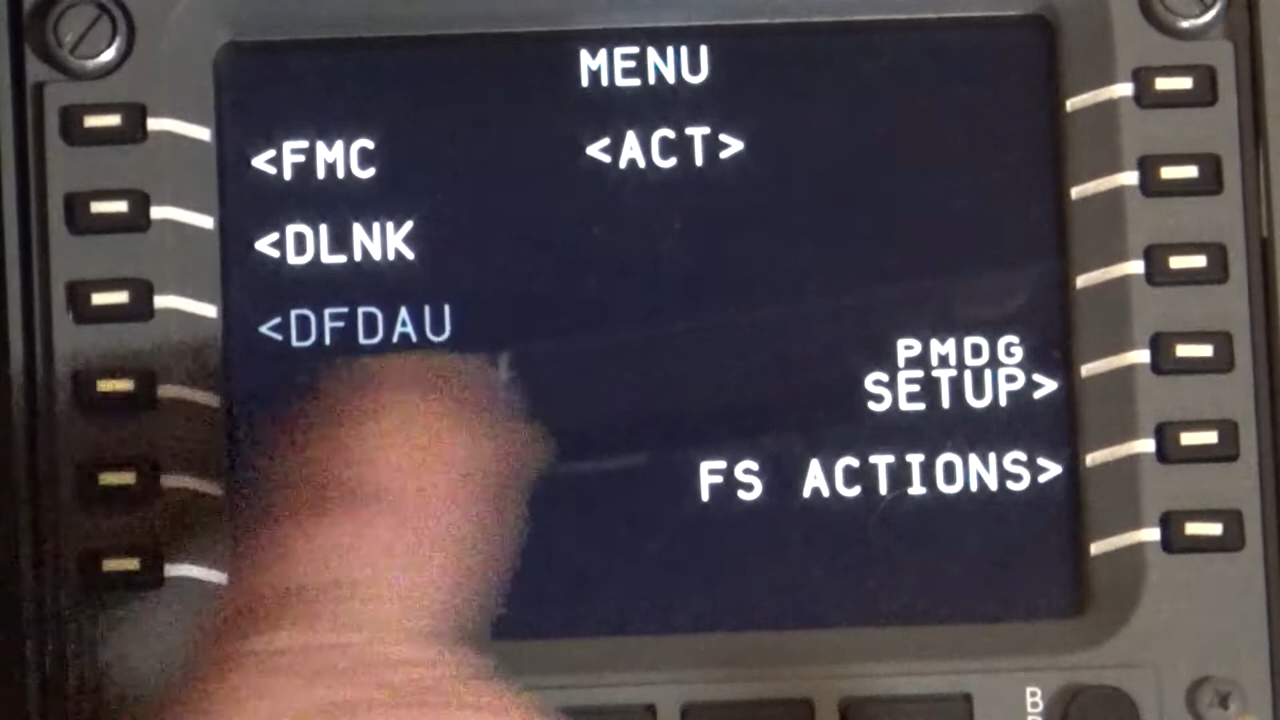 MENU
<FMC <ACT>
<DLNK
<DFDAU
PMDG
SETUP>
FS ACTIONS>
B